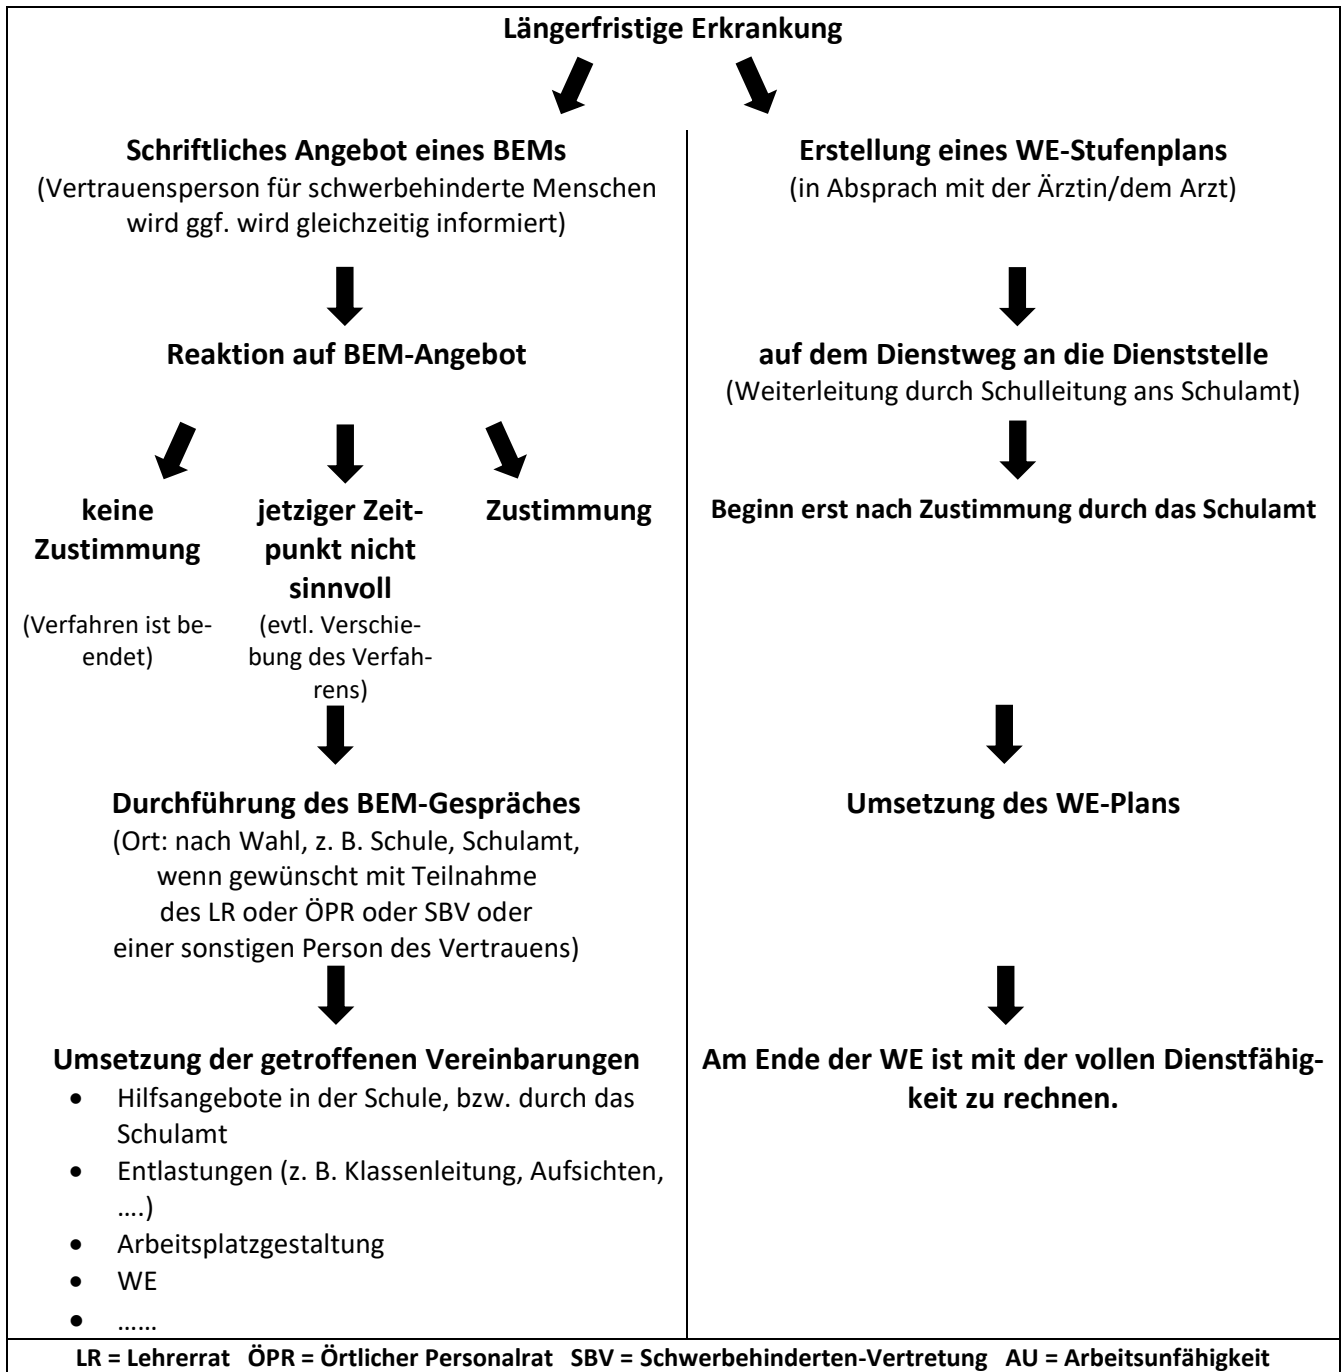 Längerfristige Erkrankung
Schriftliches Angebot eines BEMs
(Vertrauensperson für schwerbehinderte Menschen
wird ggf. wird gleichzeitig informiert)
Reaktion auf BEM-Angebot
keine
Zustimmung
(Verfahren ist be-
endet)
jetziger Zeit-
punkt nicht
sinnvoll
(evtl. Verschie-
bung des Verfah-
rens)
Zustimmung
Durchführung des BEM-Gespräches
(Ort: nach Wahl, z. B. Schule, Schulamt,
wenn gewünscht mit Teilnahme
des LR oder ÖPR oder SBV oder
einer sonstigen Person des Vertrauens)
Umsetzung der getroffenen Vereinbarungen
• Hilfsangebote in der Schule, bzw. durch das
Schulamt
• Entlastungen (z. B. Klassenleitung, Aufsichten,
....)
• Arbeitsplatzgestaltung
• WE
• ......
Erstellung eines WE-Stufenplans
(in Absprach mit der Ärztin/dem Arzt)
auf dem Dienstweg an die Dienststelle
(Weiterleitung durch Schulleitung ans Schulamt)
Beginn erst nach Zustimmung durch das Schulamt
Umsetzung des WE-Plans
Am Ende der WE ist mit der vollen Dienstfähig-
keit zu rechnen.
LR = Lehrerrat ÖPR = Örtlicher Personalrat SBV = Schwerbehinderten-Vertretung AU = Arbeitsunfähigkeit